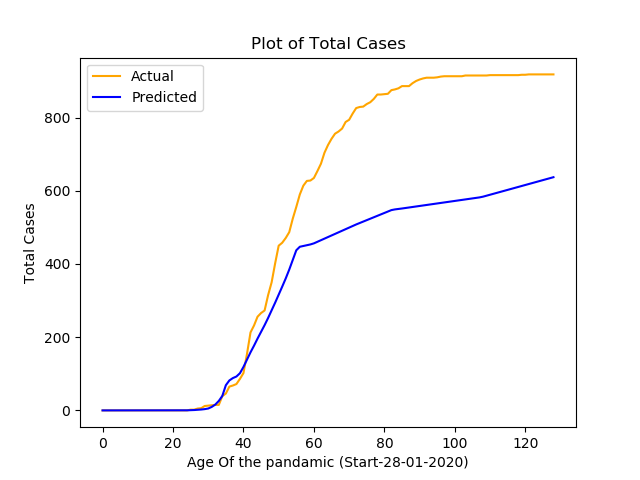 Plot of Total Cases
Actual
Predicted
Total Cases
800
600
400
200
0
0 20 40 60 80 100 120
Age Of the pandamic (Start-28-01-2020)